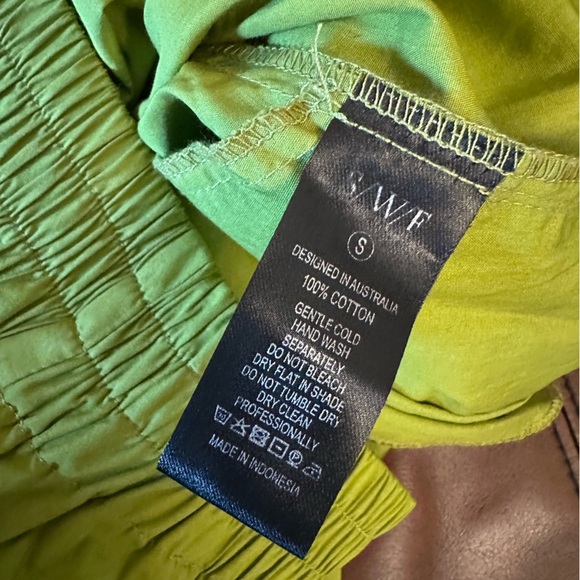 S/W/F
S
DESIGNED IN AUSTRALIA
100% COTTON
GENTLE COLD
HAND WASH
SEPARATELY
DO NOT BLEACH
DRY FLAT IN SHADE
DO NOT TUMBLE DRY
DRY CLEAN
PROFESSIONALLY.
MADE IN INDONESIA